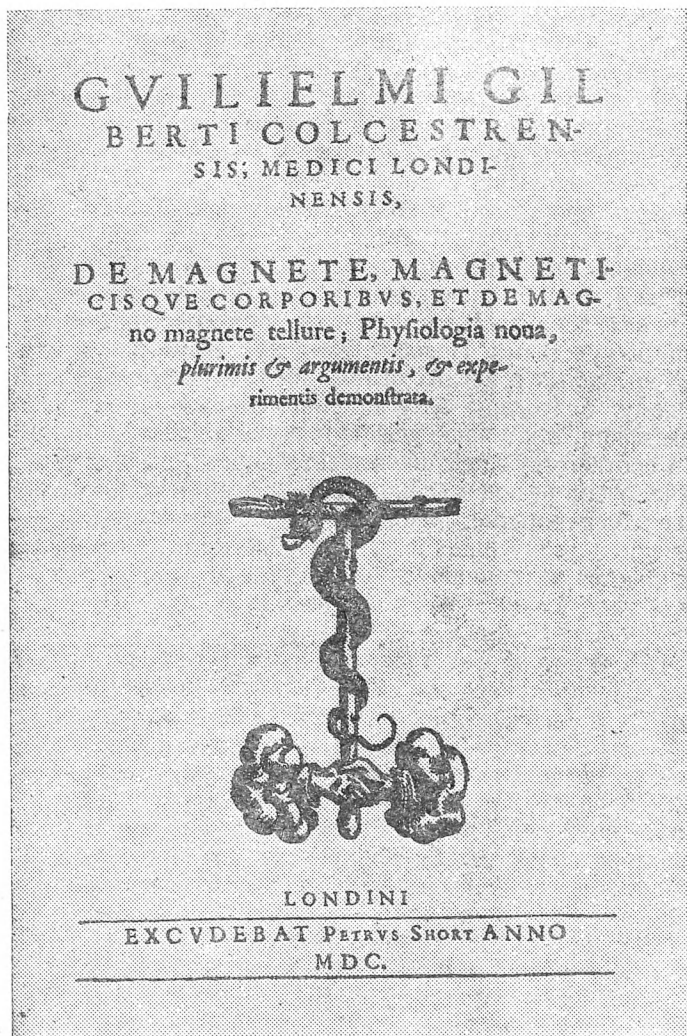 GVILIELMI GIL
BERTI COLCESTREN-
SIS; MEDICI LONDI-
NENSIS,
DE MAGNETE, MAGNETI-
CISQVE CORPORIBVS, ET DE MAG-
no magnete tellure; Phyſiologia noua,
plurimis & argumentis, & expe-
rimentis demonſtrata.
LONDINI
EXCVDEBAT PETRVS SHORT ANNO
MDC.